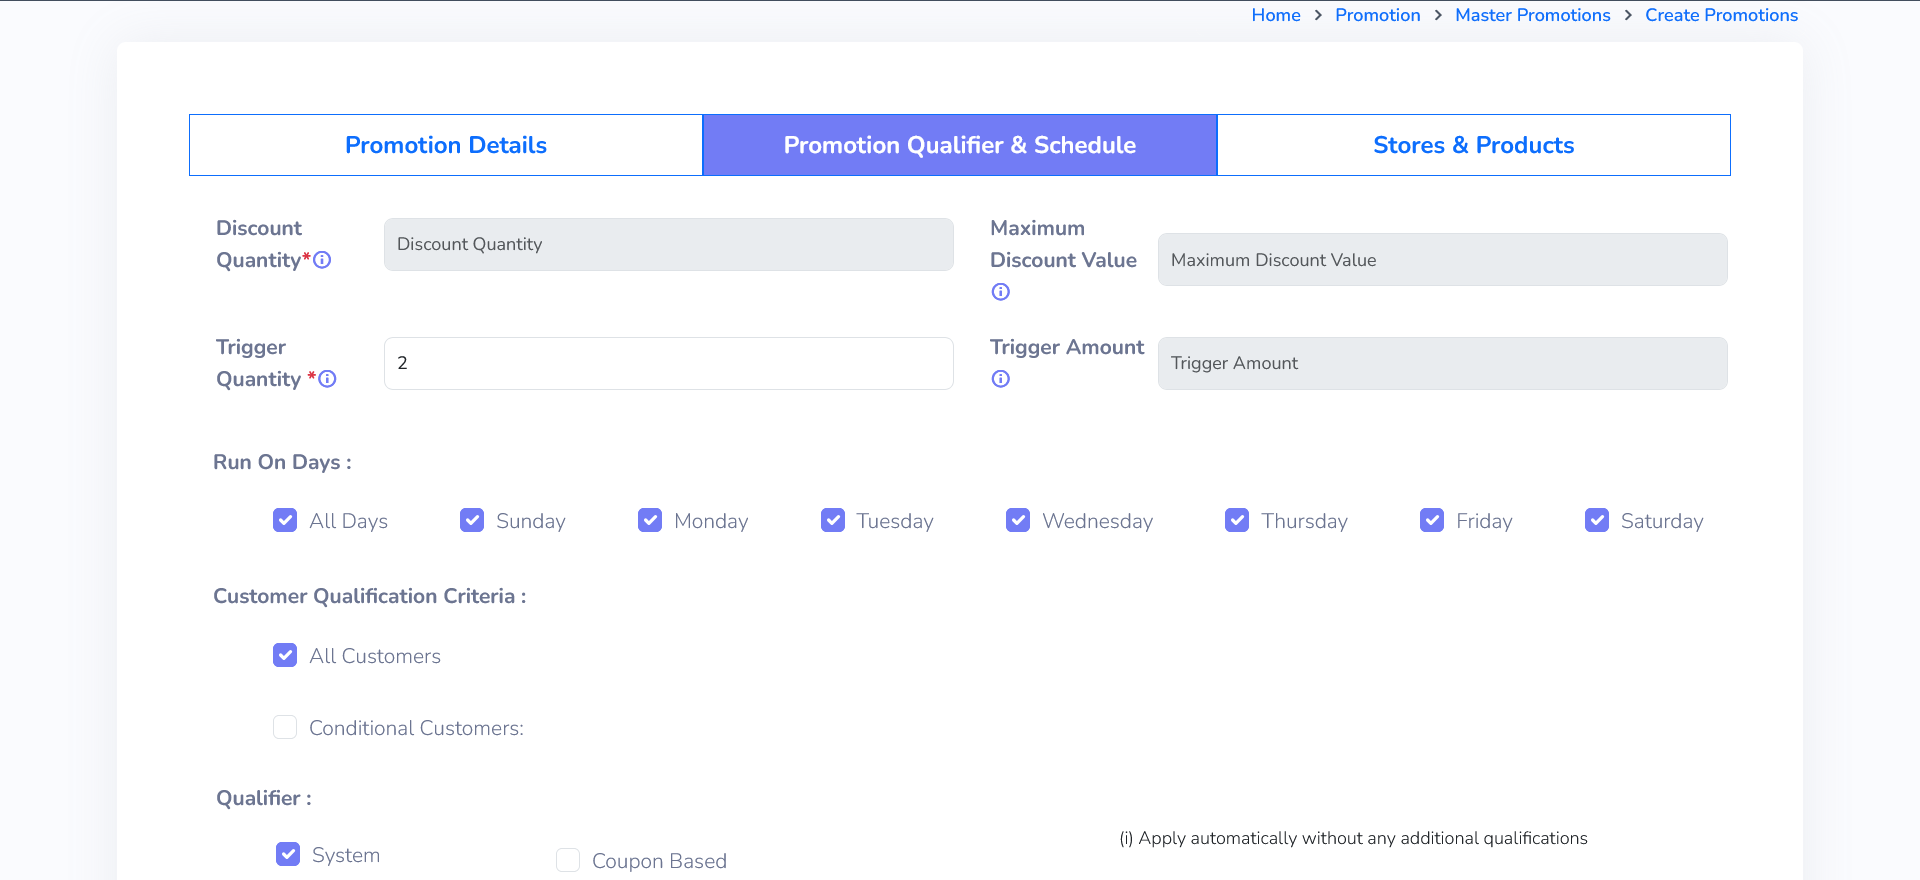 Home > Promotion > Master Promotions > Create Promotions
Promotion Details Promotion Qualifier & Schedule Stores & Products
Discount Quantity*
Discount Quantity
Maximum Discount Value
Maximum Discount Value
Trigger Quantity *
2
Trigger Amount
Trigger Amount
Run On Days :
All Days Sunday Monday Tuesday Wednesday Thursday Friday Saturday
Customer Qualification Criteria :
All Customers
Conditional Customers:
Qualifier :
System Coupon Based
(i) Apply automatically without any additional qualifications